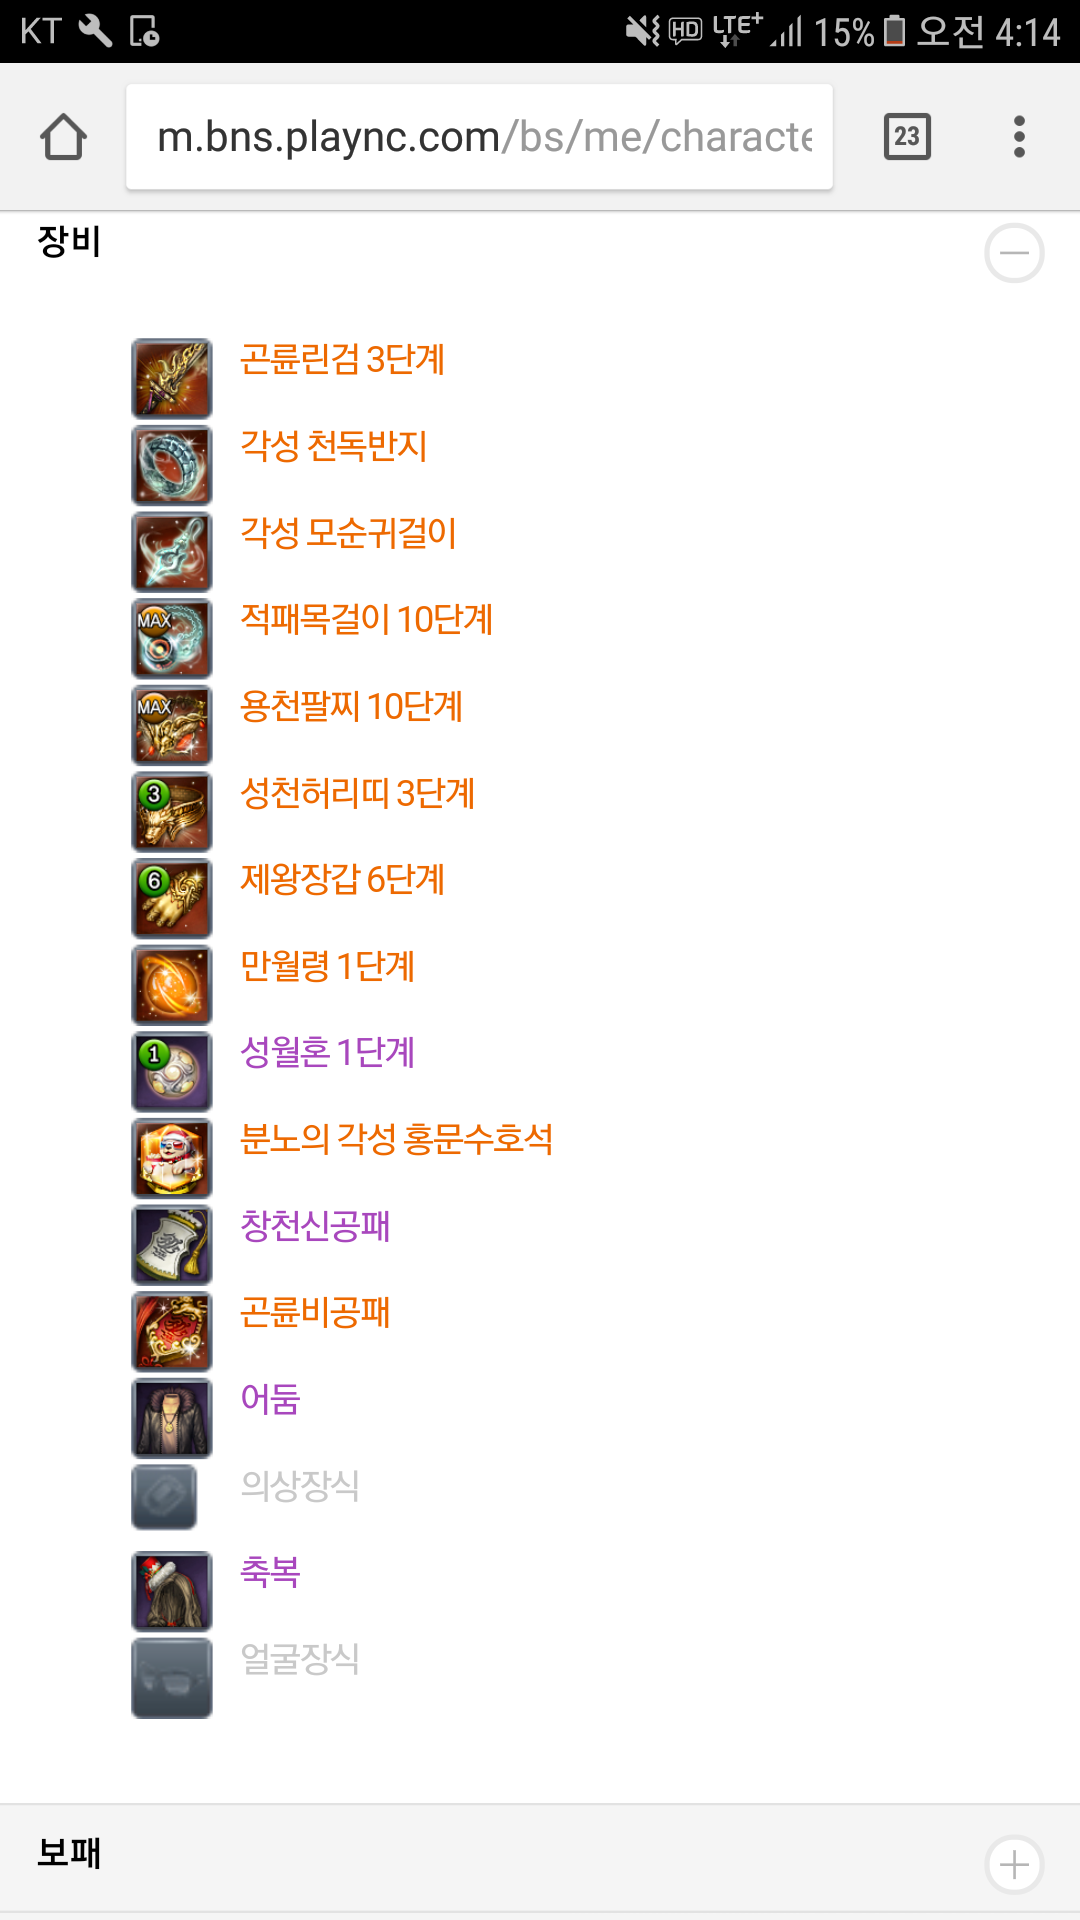 KT HD LTE+ 15% 오전 4:14
m.bns.plaync.com/bs/me/characte
23
장비
곤륜린검 3단계
각성 천독반지
각성 모순귀걸이
MAX 적패목걸이 10단계
MAX 용천팔찌 10단계
3 성천허리띠 3단계
6 제왕장갑 6단계
만월령 1단계
1 성월혼 1단계
분노의 각성 홍문수호석
창천신공패
곤륜비공패
어둠
의상장식
축복
얼굴장식
보패